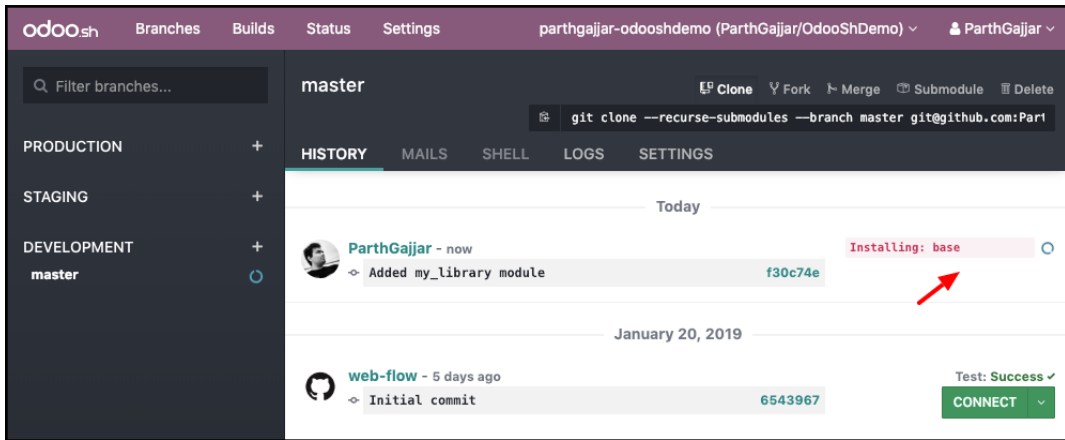 odoo.sh Branches Builds Status Settings parthgajjar-odooshdemo (ParthGajjar/OdooShDemo) ParthGajjar
Filter branches...
PRODUCTION +
STAGING +
DEVELOPMENT +
master
master
Clone Fork Merge Submodule Delete
git clone --recurse-submodules --branch master git@github.com:Part
HISTORY MAILS SHELL LOGS SETTINGS
Today
ParthGajjar - now
Added my_library module f30c74e
Installing: base
January 20, 2019
web-flow - 5 days ago
Initial commit 6543967
Test: Success ✓
CONNECT